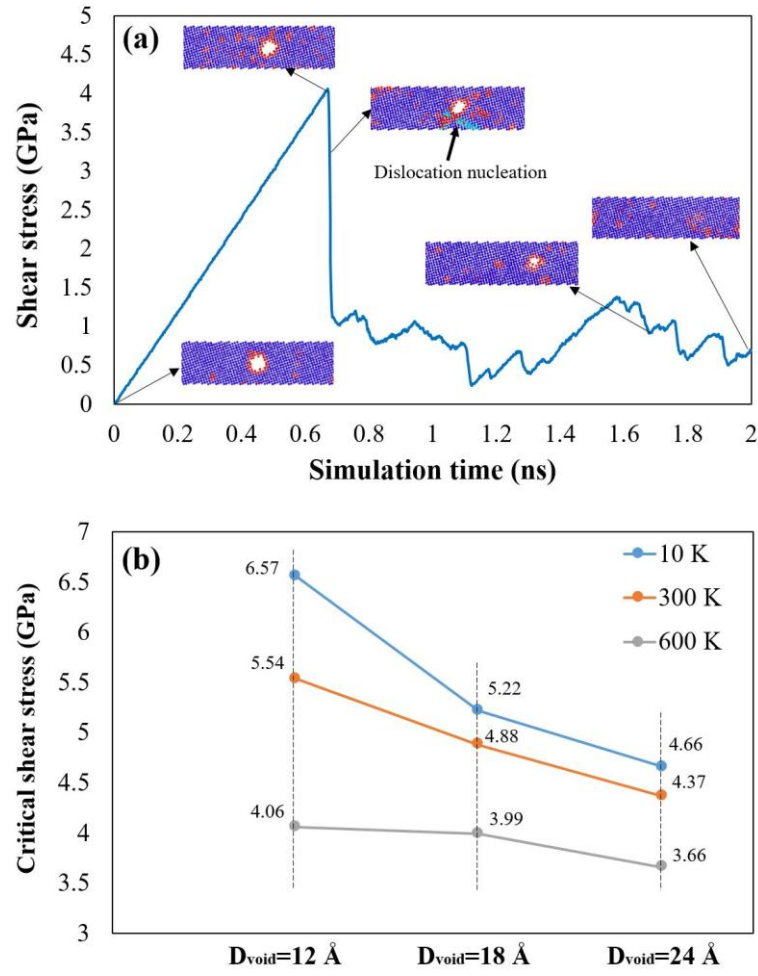 (a)
Shear stress (GPa)
5
4.5
4
3.5
3
2.5
2
1.5
1
0.5
0
Dislocation nucleation
0 0.2 0.4 0.6 0.8 1 1.2 1.4 1.6 1.8 2
Simulation time (ns)
(b)
Critical shear stress (GPa)
7
6.5
6
5.5
5
4.5
4
3.5
3
10 K
300 K
600 K
6.57
5.54
5.22
4.88
4.66
4.37
4.06
3.99
3.66
Dvoid=12 Å Dvoid=18 Å Dvoid=24 Å